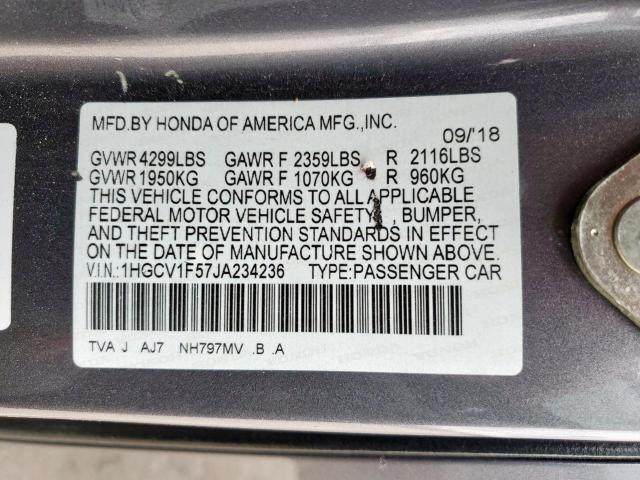 MFD.BY HONDA OF AMERICA MFG.,INC.
09/'18
GVWR 4299LBS GAWR F 2359LBS R 2116LBS
GVWR 1950KG GAWR F 1070KG R 960KG
THIS VEHICLE CONFORMS TO ALL APPLICABLE
FEDERAL MOTOR VEHICLE SAFETY , BUMPER,
AND THEFT PREVENTION STANDARDS IN EFFECT
ON THE DATE OF MANUFACTURE SHOWN ABOVE.
V.I.N.:1HGCV1F57JA234236 TYPE:PASSENGER CAR
TVA J AJ7 NH797MV .B .A